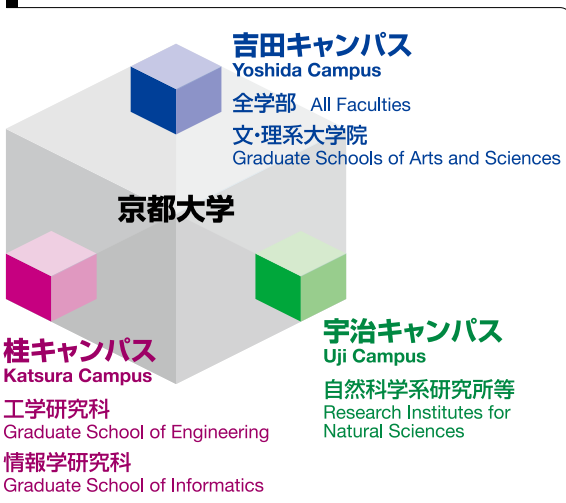 吉田キャンパス
Yoshida Campus
全学部 All Faculties
文・理系大学院
Graduate Schools of Arts and Sciences
京都大学
桂キャンパス
Katsura Campus
工学研究科
Graduate School of Engineering
情報学研究科
Graduate School of Informatics
宇治キャンパス
Uji Campus
自然科学系研究所等
Research Institutes for
Natural Sciences